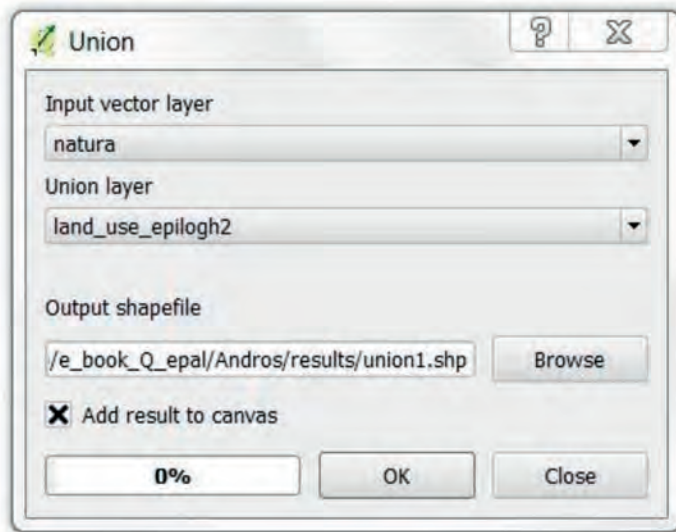 Union
Input vector layer
natura
Union layer
land_use_epilogh2
Output shapefile
/e_book_Q_epal/Andros/results/union1.shp Browse
Add result to canvas
0% OK Close